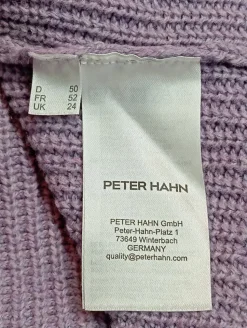 D 50
FR 52
UK 24
PETER HAHN
PETER HAHN GmbH
Peter-Hahn-Platz 1
73649 Winterbach
GERMANY
quality@peterhahn.com